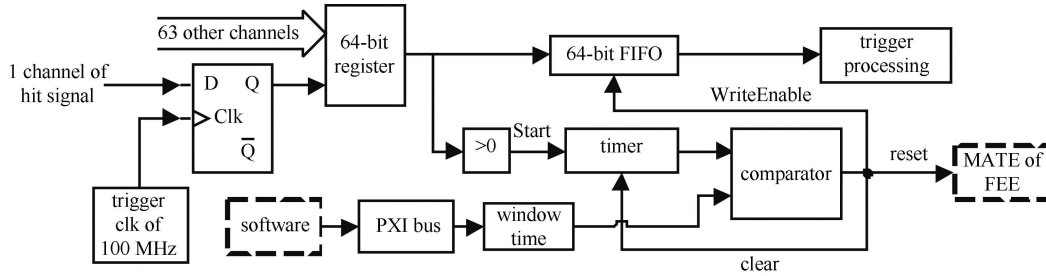 63 other channels
64-bit
register
64-bit FIFO
trigger
processing
1 channel of
hit signal
D Q
Clk
Q̅
WriteEnable
>0
Start
timer
comparator
reset
MATE of
FEE
trigger
clk of
100 MHz
software
PXI bus
window
time
clear